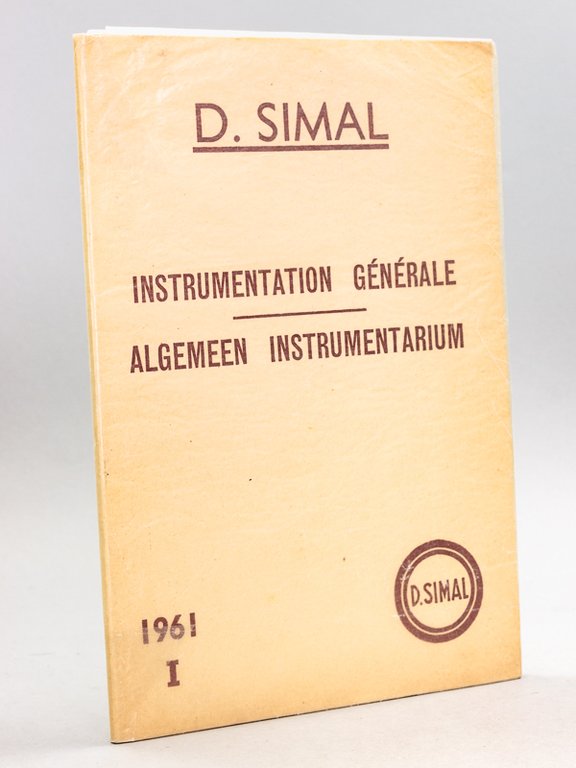 D. SIMAL
INSTRUMENTATION GÉNÉRALE
ALGEMEEN INSTRUMENTARIUM
D.SIMAL
1961
I